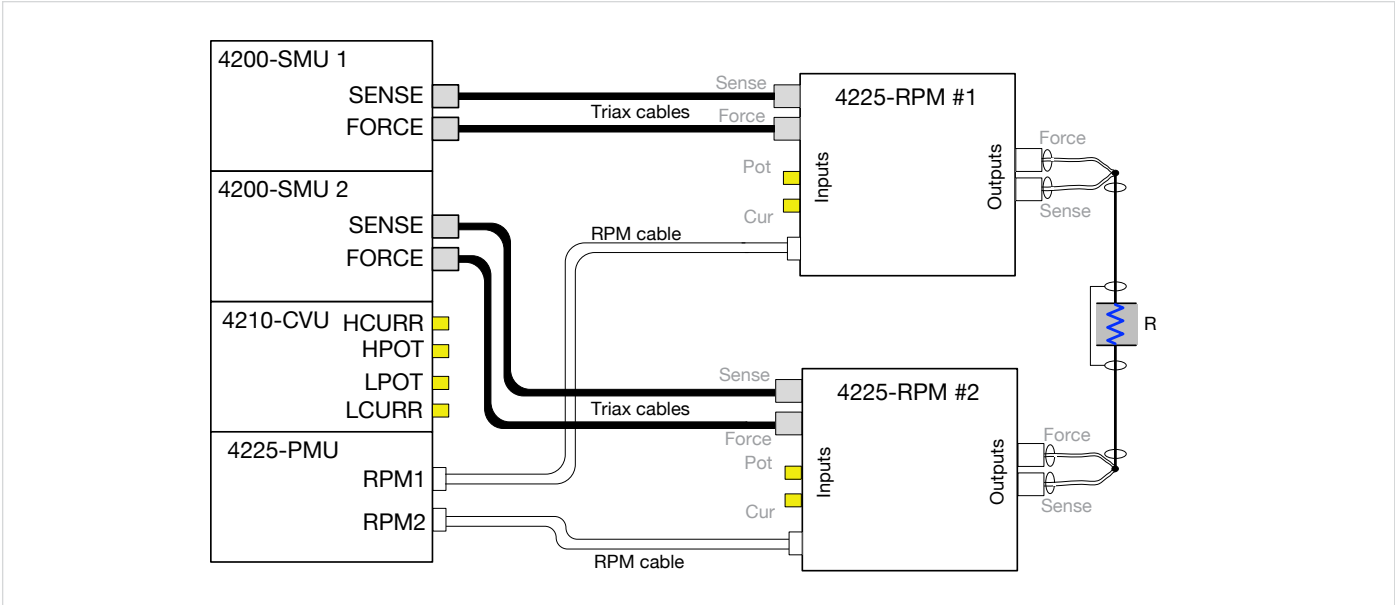 4200-SMU 1
SENSE
FORCE
4200-SMU 2
SENSE
FORCE
4210-CVU
HCURR
HPOT
LPOT
LCURR
4225-PMU
RPM1
RPM2
Triax cables
RPM cable
Triax cables
RPM cable
Sense
Force
Pot
Cur
4225-RPM #1
Inputs
Outputs
Force
Sense
R
Sense
Force
Pot
Cur
4225-RPM #2
Inputs
Outputs
Force
Sense